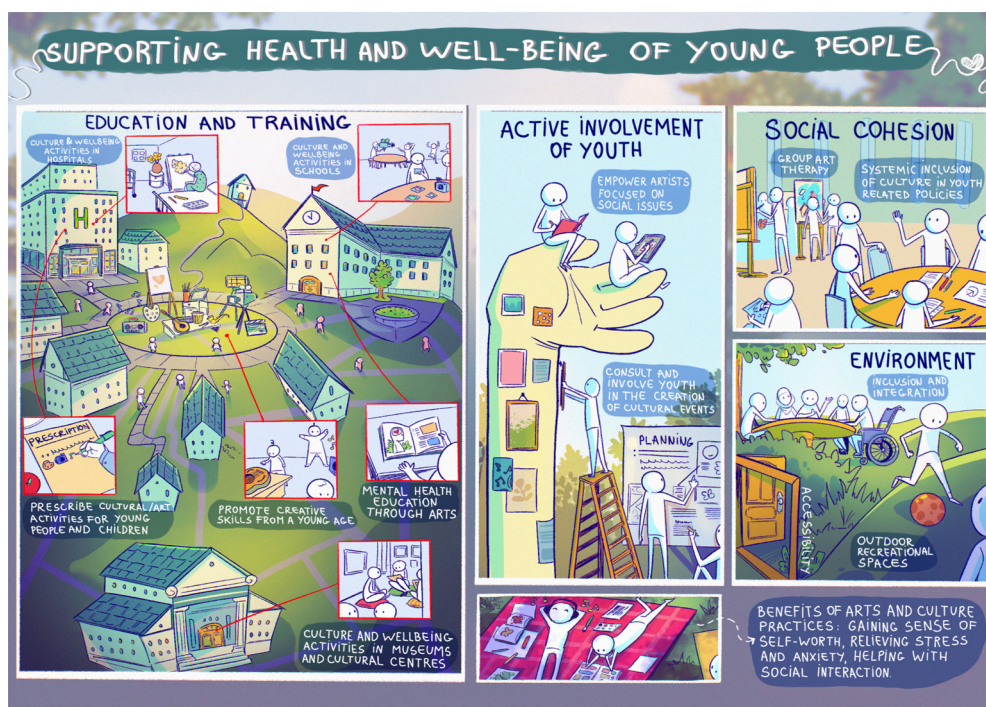 SUPPORTING HEALTH AND WELL-BEING OF YOUNG PEOPLE
EDUCATION AND TRAINING
CULTURE & WELLBEING
ACTIVITIES IN
HOSPITALS
CULTURE AND
WELLBEING
ACTIVITIES IN
SCHOOLS
H
PRESCRIPTION
PRESCRIBE CULTURAL/ART
ACTIVITIES FOR YOUNG
PEOPLE AND CHILDREN
PROMOTE CREATIVE
SKILLS FROM A YOUNG AGE
MENTAL HEALTH
EDUCATION
THROUGH ARTS
CULTURE AND WELLBEING
ACTIVITIES IN MUSEUMS
AND CULTURAL CENTRES
ACTIVE INVOLVEMENT
OF YOUTH
EMPOWER ARTISTS
FOCUSED ON
SOCIAL ISSUES
CONSULT AND
INVOLVE YOUTH
IN THE CREATION
OF CULTURAL EVENTS
PLANNING
SOCIAL COHESION
GROUP ART
THERAPY
SYSTEMIC INCLUSION
OF CULTURE IN YOUTH
RELATED POLICIES
ENVIRONMENT
INCLUSION AND
INTEGRATION
ACCESSIBILITY
OUTDOOR
RECREATIONAL
SPACES
BENEFITS OF ARTS AND CULTURE
PRACTICES: GAINING SENSE OF
SELF-WORTH, RELIEVING STRESS
AND ANXIETY, HELPING WITH
SOCIAL INTERACTION.